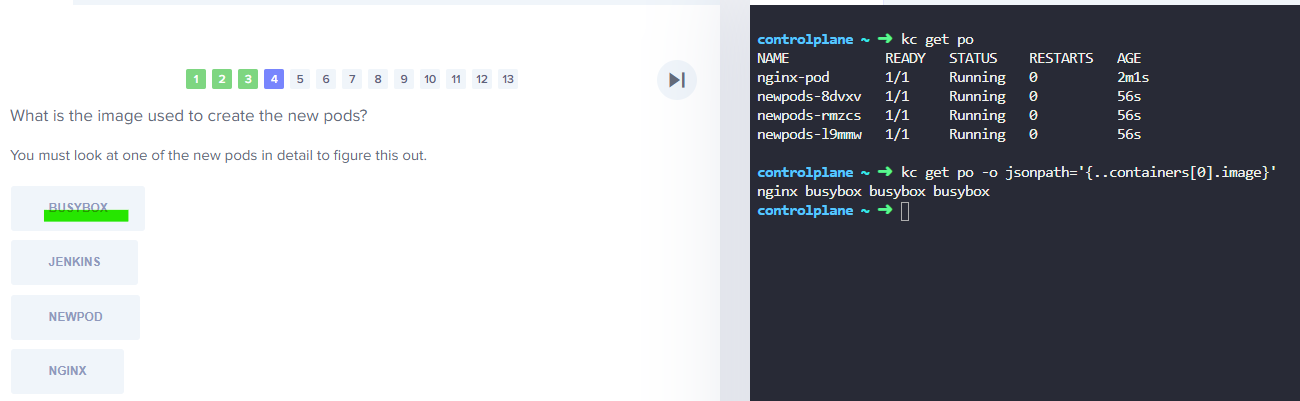 1 2 3 4 5 6 7 8 9 10 11 12 13
What is the image used to create the new pods?
You must look at one of the new pods in detail to figure this out.
BUSYBOX
JENKINS
NEWPOD
NGINX
controlplane ~ ➜ kc get po
NAME READY STATUS RESTARTS AGE
nginx-pod 1/1 Running 0 2m1s
newpods-8dvxv 1/1 Running 0 56s
newpods-rmzcs 1/1 Running 0 56s
newpods-l9mmw 1/1 Running 0 56s
controlplane ~ ➜ kc get po -o jsonpath='{..containers[0].image}'
nginx busybox busybox busybox
controlplane ~ ➜